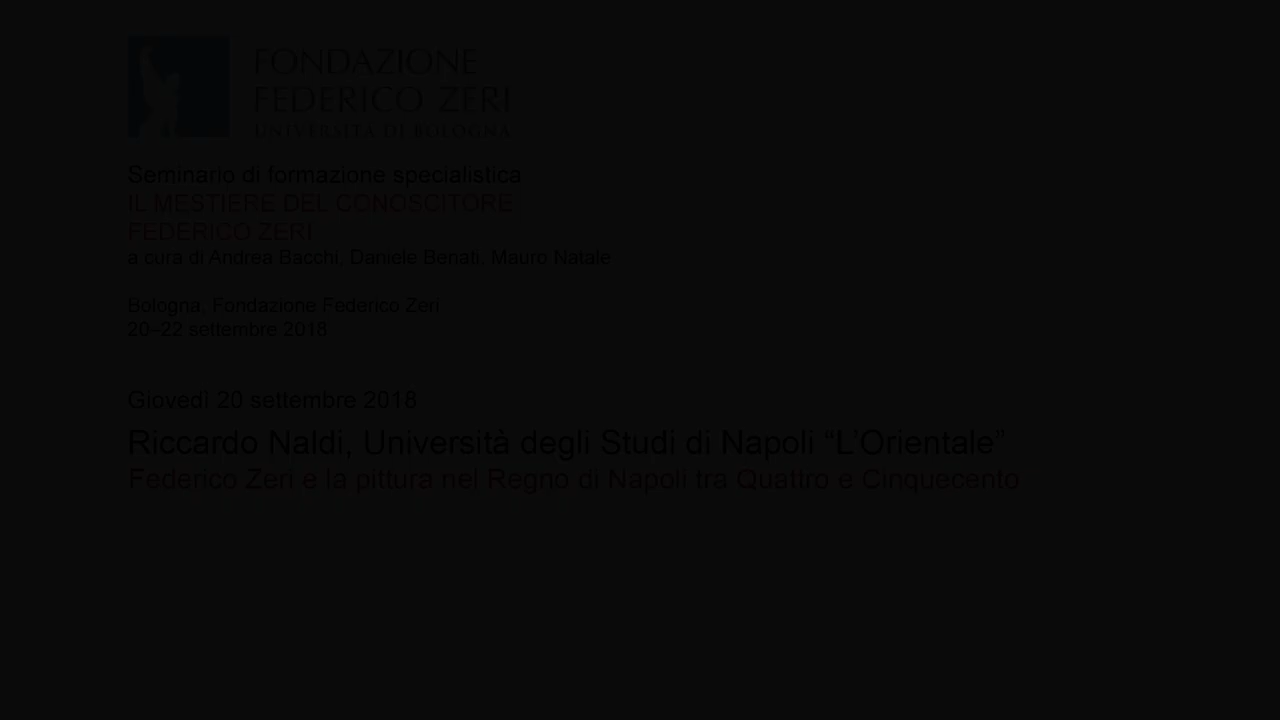 FONDAZIONE
FEDERICO ZERI
UNIVERSITÀ DI BOLOGNA
Seminario di formazione specialistica
IL MESTIERE DEL CONOSCITORE
FEDERICO ZERI
a cura di Andrea Bacchi, Daniele Benati, Mauro Natale
Bologna, Fondazione Federico Zeri
20–22 settembre 2018
Giovedì 20 settembre 2018
Riccardo Naldi, Università degli Studi di Napoli “L’Orientale”
Federico Zeri e la pittura nel Regno di Napoli tra Quattro e Cinquecento